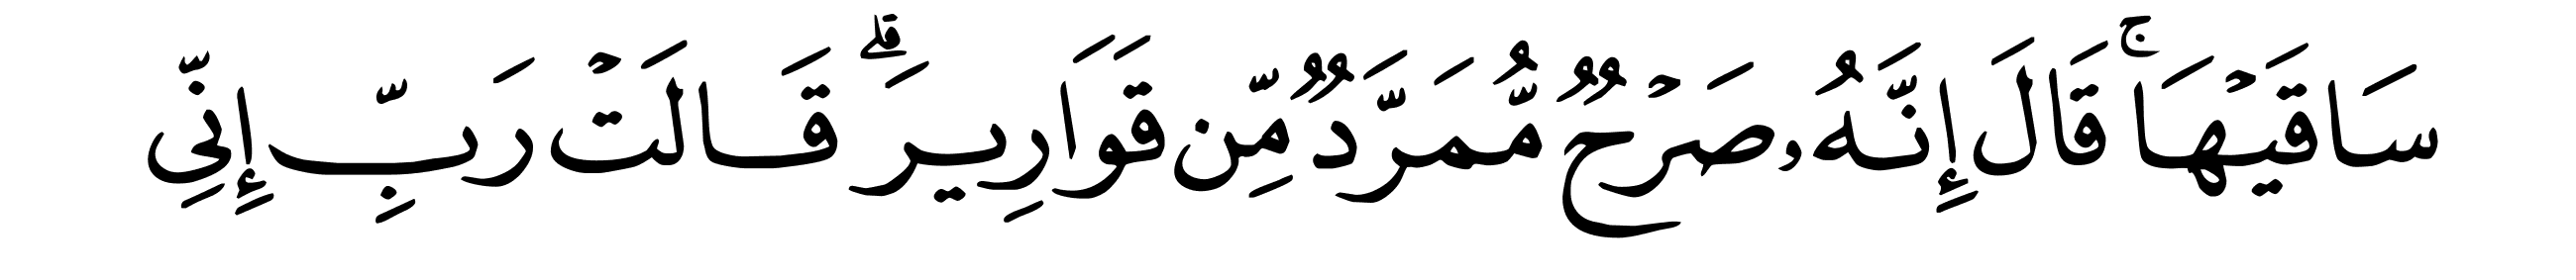 سَاقَيۡهَاۚ قَالَ إِنَّهُۥ صَرۡحٞ مُّمَرَّدٞ مِّن قَوَارِيرَۗ قَالَتۡ رَبِّ إِنِّي